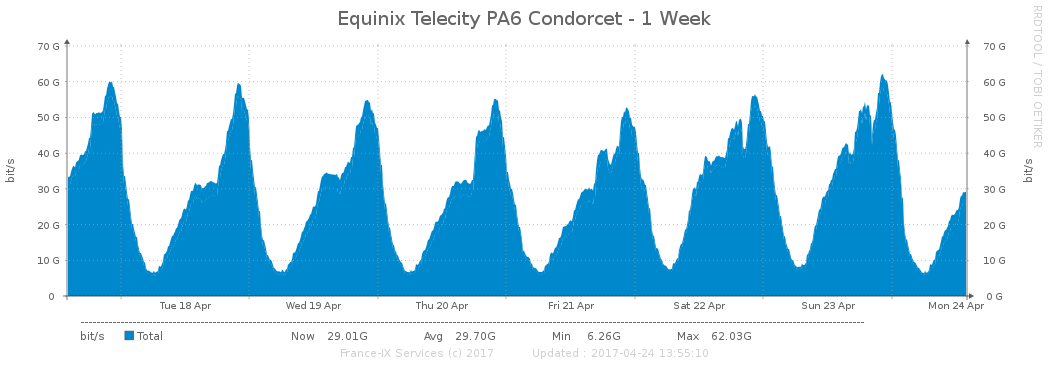 Equinix Telecity PA6 Condorcet - 1 Week
RRDTOOL / TOBI OETIKER
70 G 70 G
60 G 60 G
50 G 50 G
40 G 40 G
30 G 30 G
20 G 20 G
10 G 10 G
0 0 G
bit/s bit/s
Tue 18 Apr Wed 19 Apr Thu 20 Apr Fri 21 Apr Sat 22 Apr Sun 23 Apr Mon 24 Apr
bit/s Total Now 29.01G Avg 29.70G Min 6.26G Max 62.03G
France-IX Services (c) 2017 Updated : 2017-04-24 13:55:10